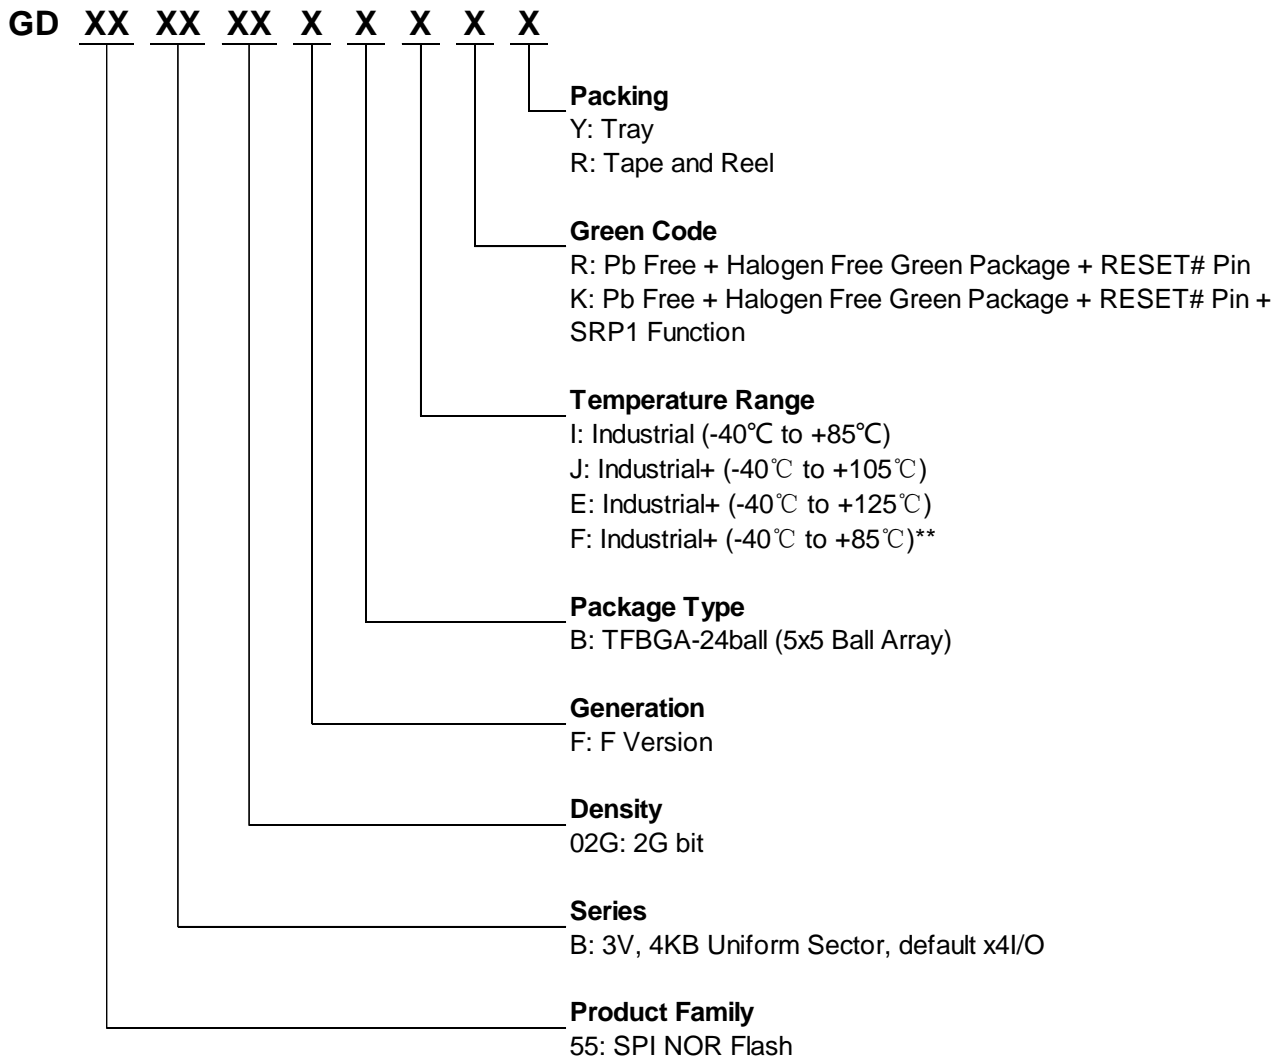 GD XX XX XX X X X X X
Packing
Y: Tray
R: Tape and Reel
Green Code
R: Pb Free + Halogen Free Green Package + RESET# Pin
K: Pb Free + Halogen Free Green Package + RESET# Pin +
SRP1 Function
Temperature Range
I: Industrial (-40℃ to +85℃)
J: Industrial+ (-40℃ to +105℃)
E: Industrial+ (-40℃ to +125℃)
F: Industrial+ (-40℃ to +85℃)**
Package Type
B: TFBGA-24ball (5x5 Ball Array)
Generation
F: F Version
Density
02G: 2G bit
Series
B: 3V, 4KB Uniform Sector, default x4I/O
Product Family
55: SPI NOR Flash